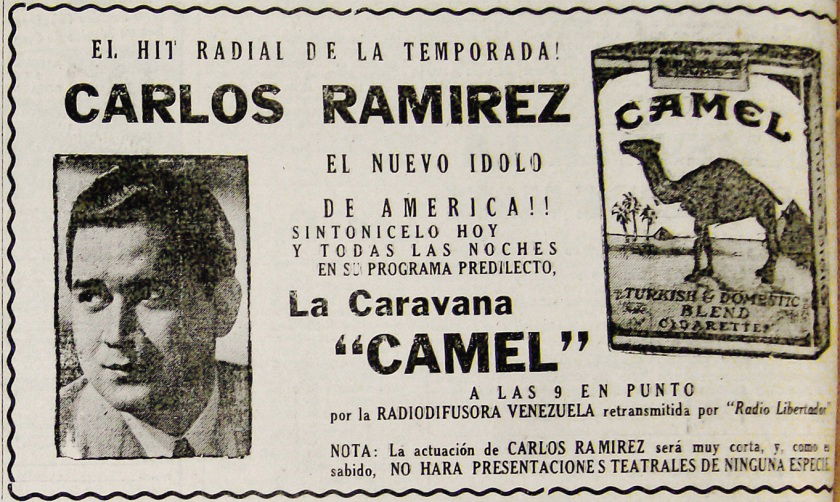 EL HIT RADIAL DE LA TEMPORADA!
CARLOS RAMIREZ
EL NUEVO IDOLO
DE AMERICA!!
SINTONICELO HOY
Y TODAS LAS NOCHES
EN SU PROGRAMA PREDILECTO,
La Caravana
“CAMEL”
A LAS 9 EN PUNTO
por la RADIODIFUSORA VENEZUELA retransmitida por “Radio Libertador”
NOTA: La actuación de CARLOS RAMIREZ será muy corta, y, como
sabido, NO HARA PRESENTACIONES TEATRALES DE NINGUNA ESPECIE
CAMEL
TURKISH & DOMESTIC
BLEND
CIGARETTES